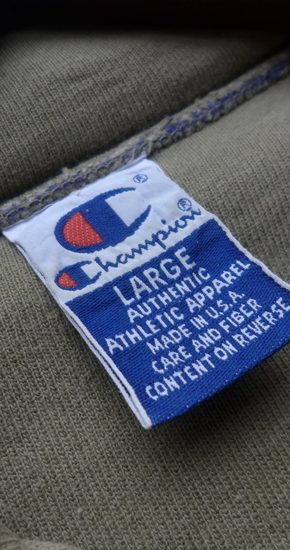 ®
Champion®
LARGE
AUTHENTIC
ATHLETIC APPAREL
MADE IN U.S.A.
CARE AND FIBER
CONTENT ON REVERSE